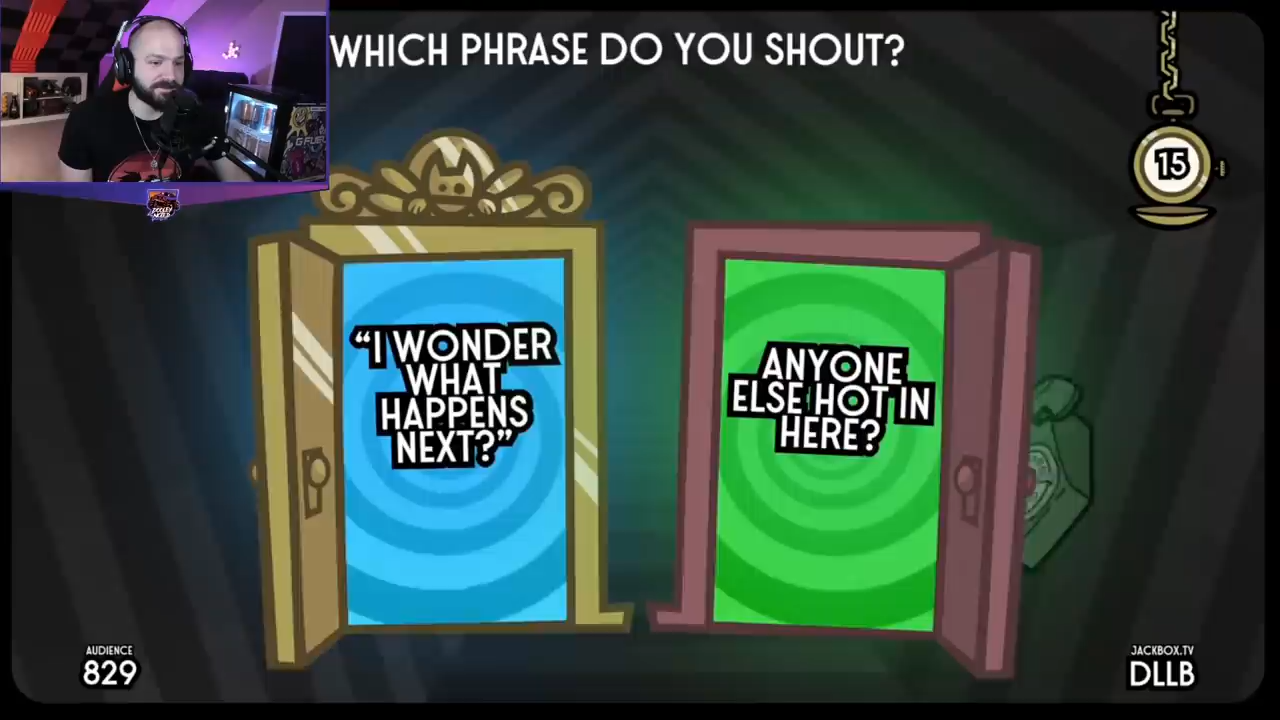 WHICH PHRASE DO YOU SHOUT?
15
"I WONDER
WHAT
HAPPENS
NEXT?"
ANYONE
ELSE HOT IN
HERE?
G FUEL
AUDIENCE
829
JACKBOX.TV
DLLB